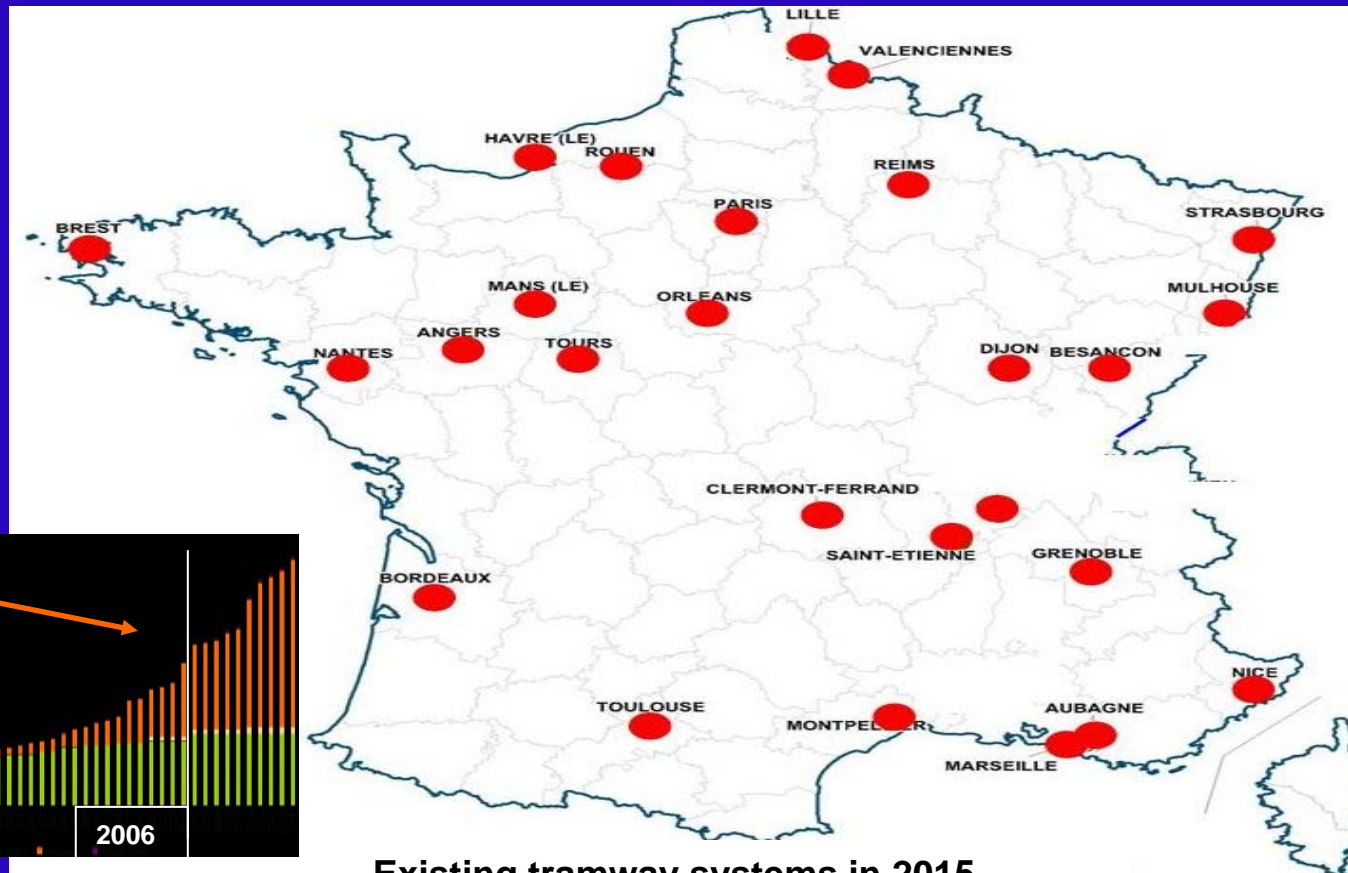 LILLE
VALENCIENNES
HAVRE (LE)
ROUEN
REIMS
PARIS
STRASBOURG
BREST
MULHOUSE
MANS (LE)
ORLEANS
ANGERS
TOURS
NANTES
DIJON
BESANCON
CLERMONT-FERRAND
SAINT-ETIENNE
GRENOBLE
BORDEAUX
NICE
TOULOUSE
MONTPELLIER
AUBAGNE
MARSEILLE
2006
Existing tramway systems in 2015